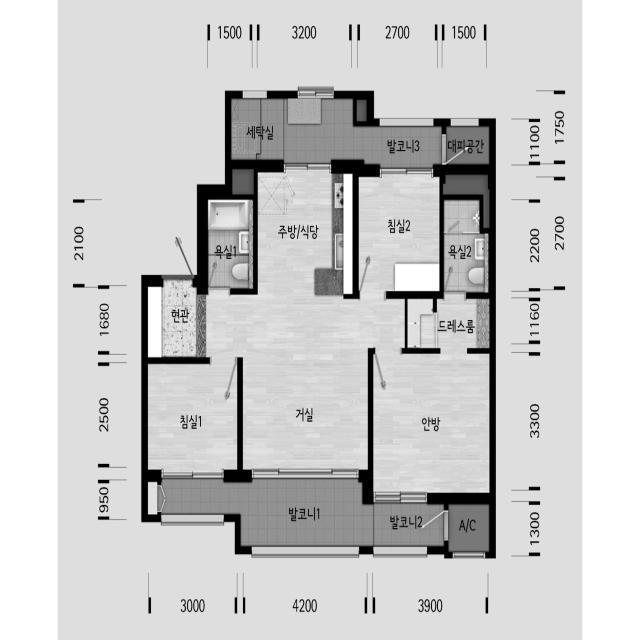 1500 3200 2700 1500
세탁실 발코니3 대피공간
1100 1750
2100 욕실1 주방/식당 침실2 욕실2 2200 2700
1680 현관 드레스룸 1160
2500 침실1 거실 안방 3300
950 발코니1 발코니2 A/C 1300
3000 4200 3900